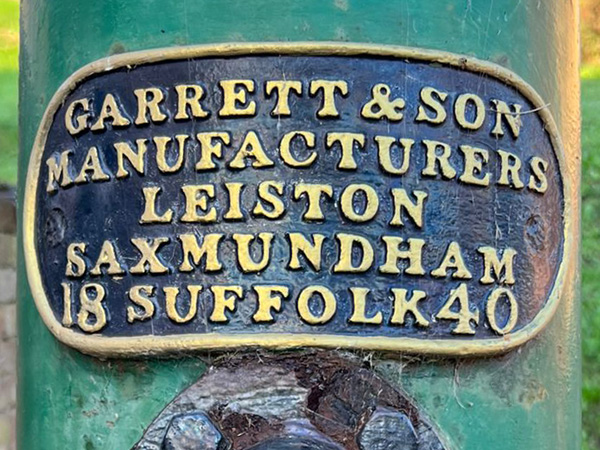 GARRETT & SON
MANUFACTURERS
LEISTON
SAXMUNDHAM
18 SUFFOLK 40